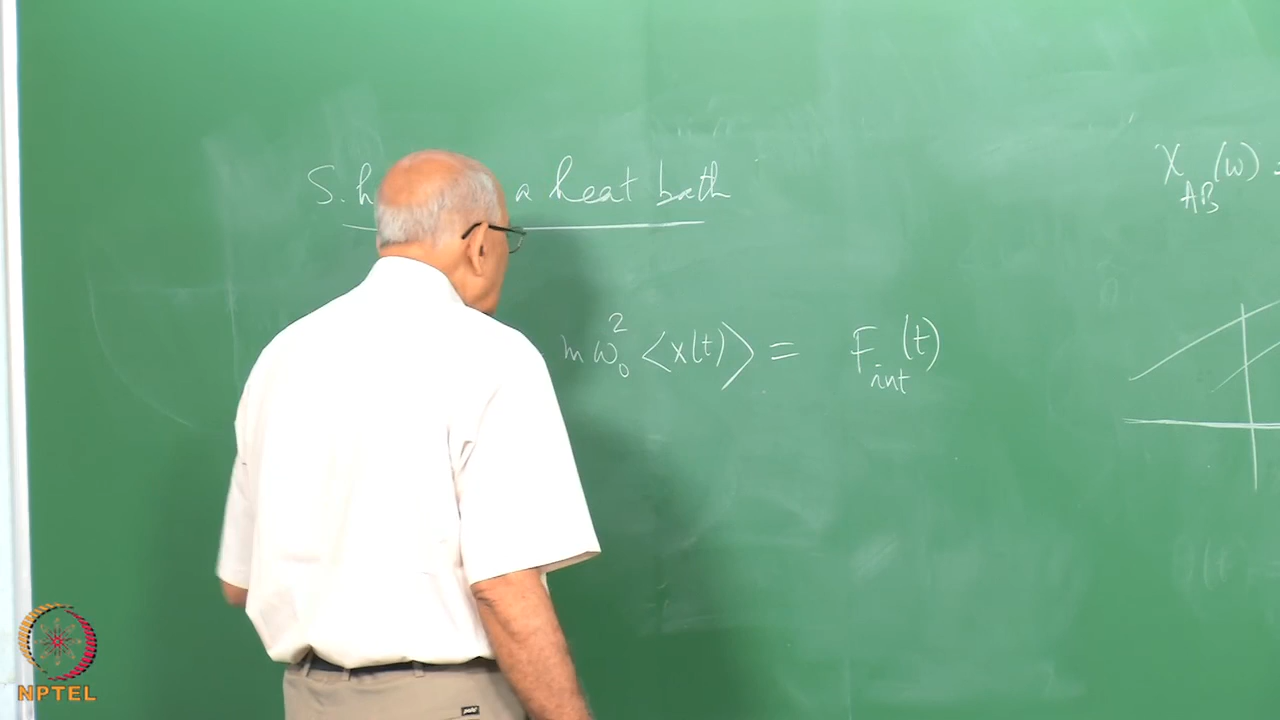 S. h a heat bath
m ω₀² ⟨x(t)⟩ = F_int (t)
χ_AB (ω) =
NPTEL